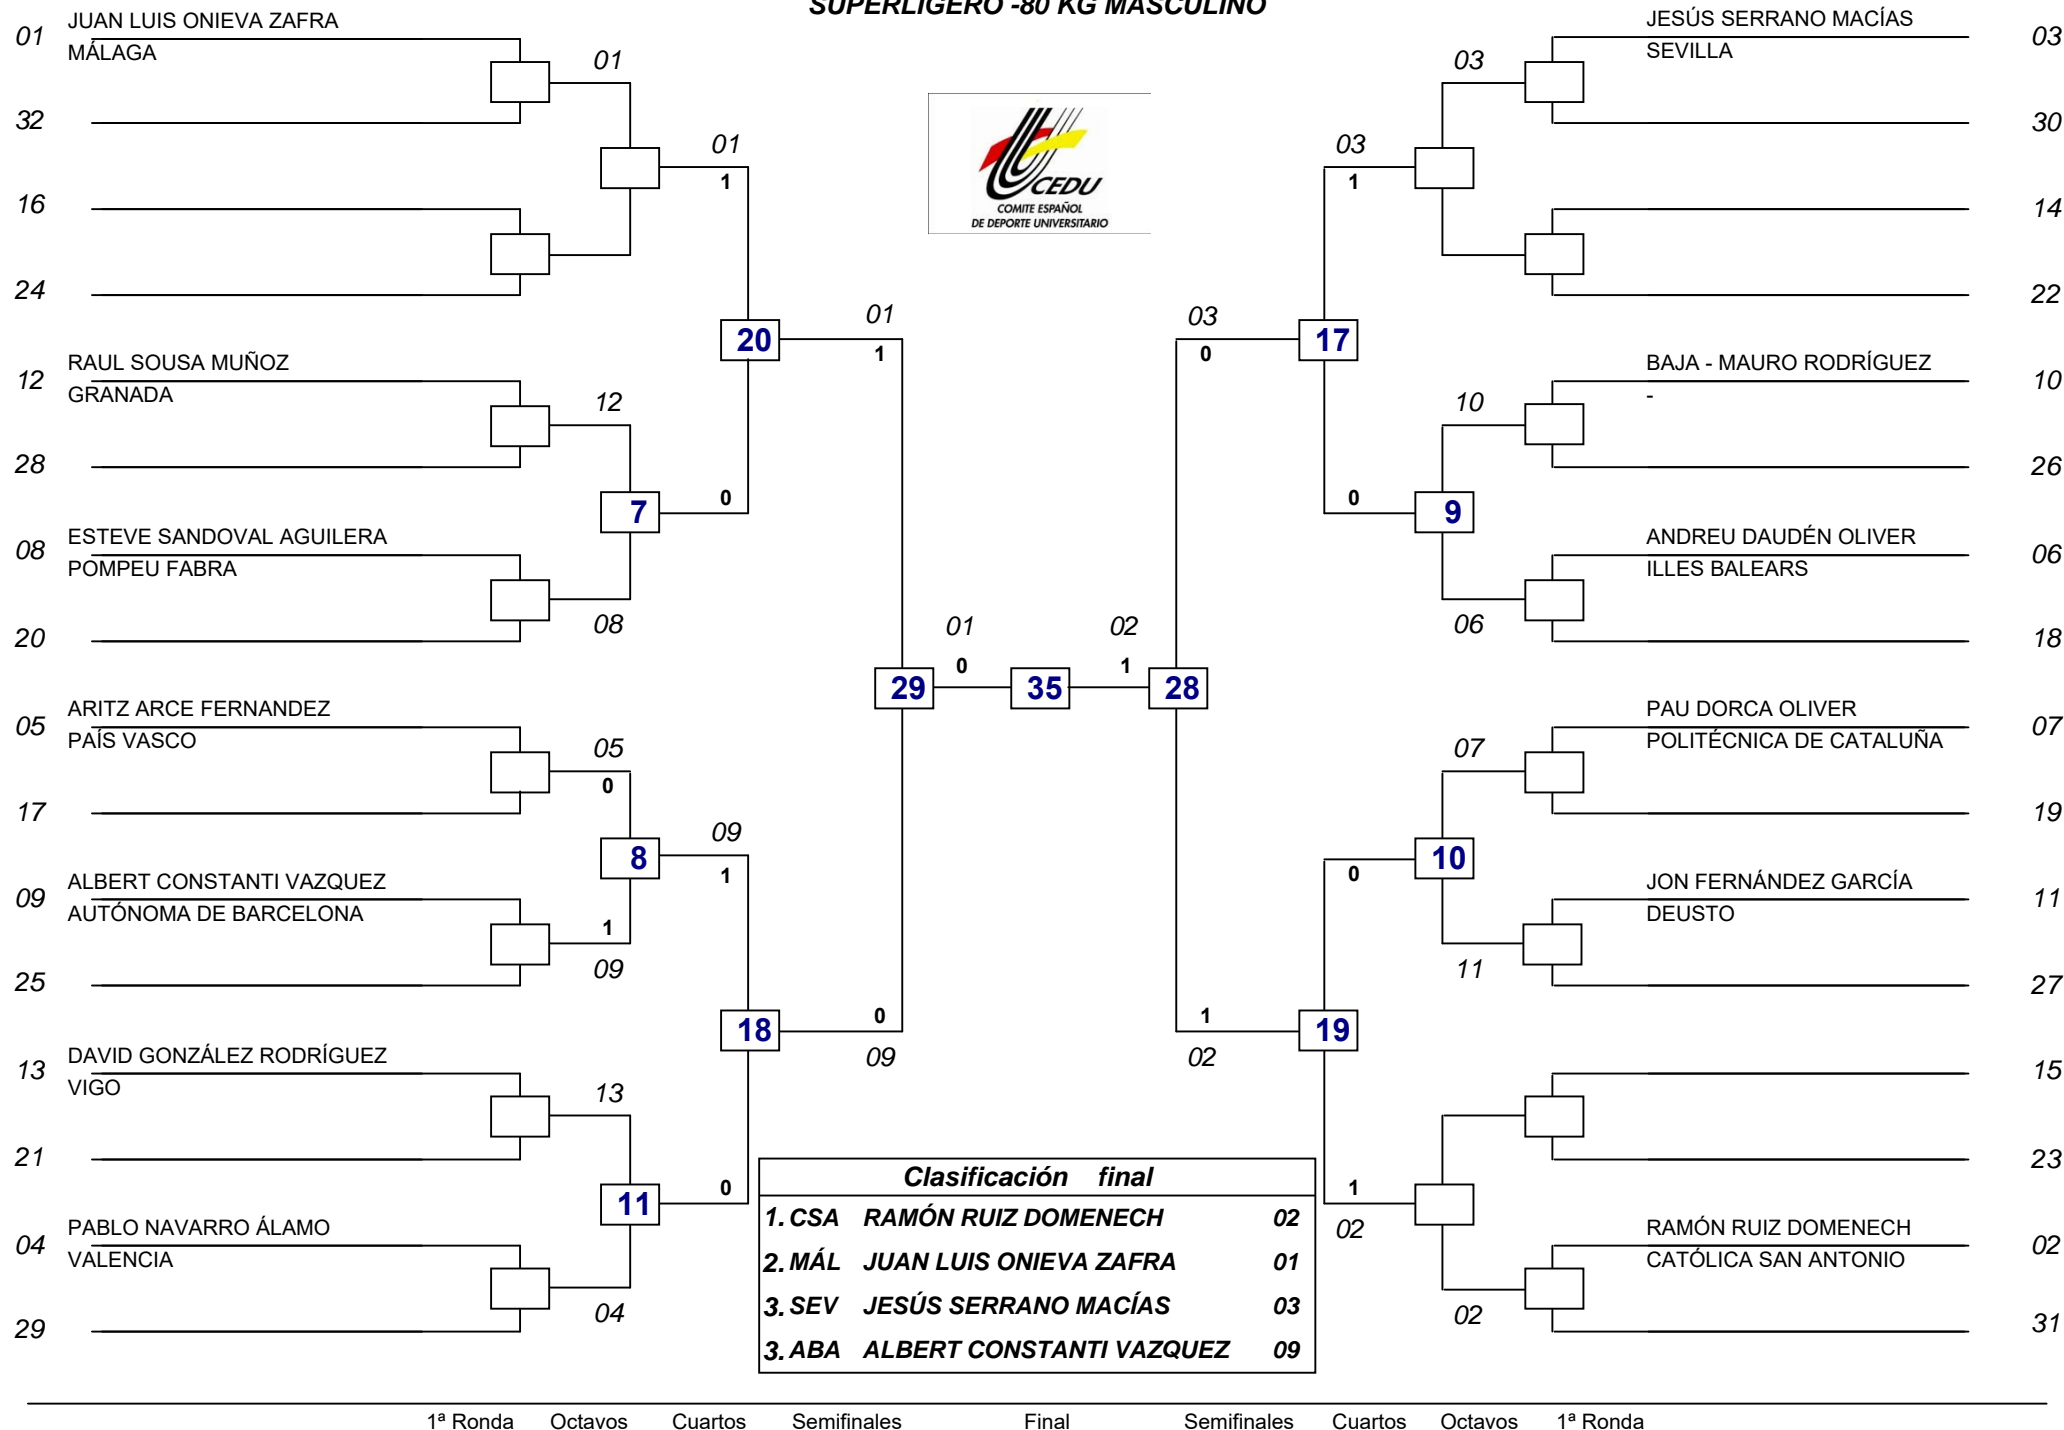 SUPERLIGERO -80 KG MASCULINO
01 JUAN LUIS ONIEVA ZAFRA
MÁLAGA
32
16
24
12 RAUL SOUSA MUÑOZ
GRANADA
28
08 ESTEVE SANDOVAL AGUILERA
POMPEU FABRA
20
05 ARITZ ARCE FERNANDEZ
PAÍS VASCO
17
09 ALBERT CONSTANTI VAZQUEZ
AUTÓNOMA DE BARCELONA
25
13 DAVID GONZÁLEZ RODRÍGUEZ
VIGO
21
04 PABLO NAVARRO ÁLAMO
VALENCIA
29
01
12
7
08
05
0
8
1
09
13
11
04
01
1
20
0
09
1
18
0
01
1
29
0
09
01
0
35
02
1
28
CEDU
COMITE ESPAÑOL
DE DEPORTE UNIVERSITARIO
03
0
1
02
03
1
17
0
0
19
1
02
03
10
9
06
07
10
11
02
JESÚS SERRANO MACÍAS 03
SEVILLA
30
14
22
BAJA - MAURO RODRÍGUEZ 10
-
26
ANDREU DAUDÉN OLIVER 06
ILLES BALEARS
18
PAU DORCA OLIVER 07
POLITÉCNICA DE CATALUÑA
19
JON FERNÁNDEZ GARCÍA 11
DEUSTO
27
15
23
RAMÓN RUIZ DOMENECH 02
CATÓLICA SAN ANTONIO
31
Clasificación final
1. CSA RAMÓN RUIZ DOMENECH 02
2. MÁL JUAN LUIS ONIEVA ZAFRA 01
3. SEV JESÚS SERRANO MACÍAS 03
3. ABA ALBERT CONSTANTI VAZQUEZ 09
1ª Ronda Octavos Cuartos Semifinales Final Semifinales Cuartos Octavos 1ª Ronda